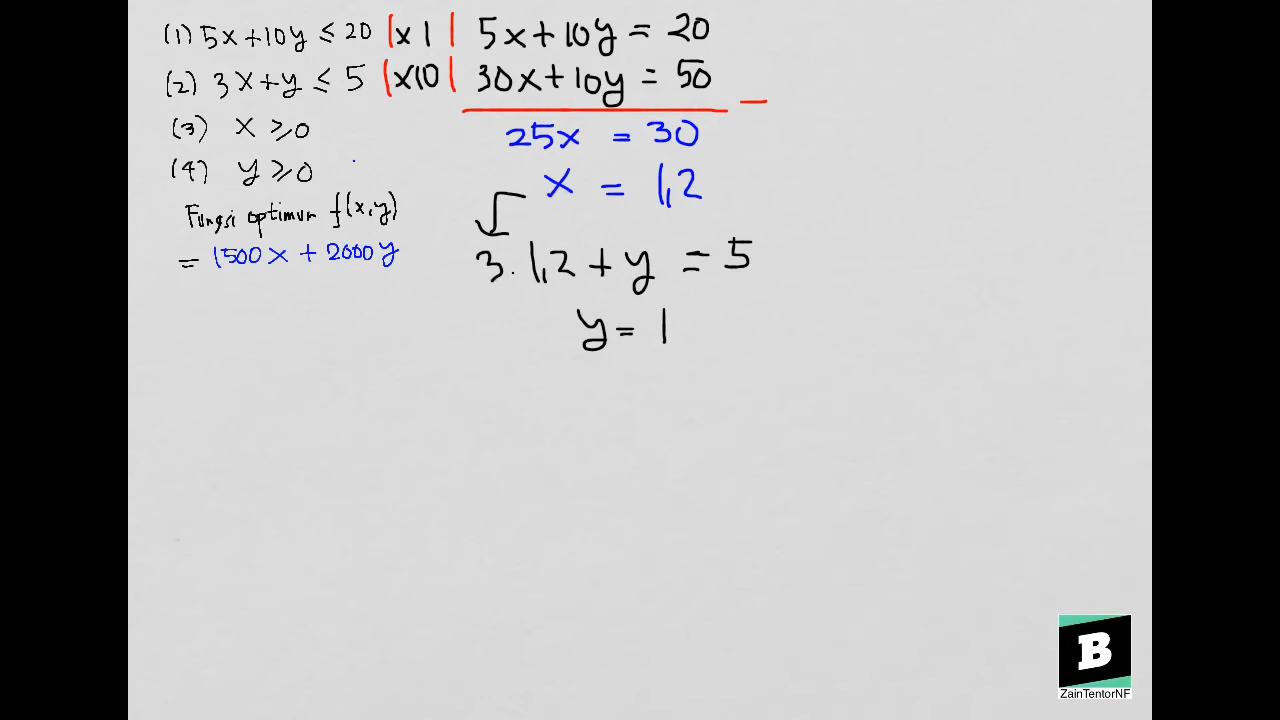 (1) 5x+10y ≤ 20 |x 1| 5x+10y = 20
(2) 3x+y ≤ 5 |x10| 30x+10y = 50 –
(3) x ≥0
25x = 30
(4) y ≥0
x = 1,2
Fungsi optimum f(x,y)
= 1500x + 2000y
3. 1,2 + y = 5
y = 1
B
ZainTentorNF